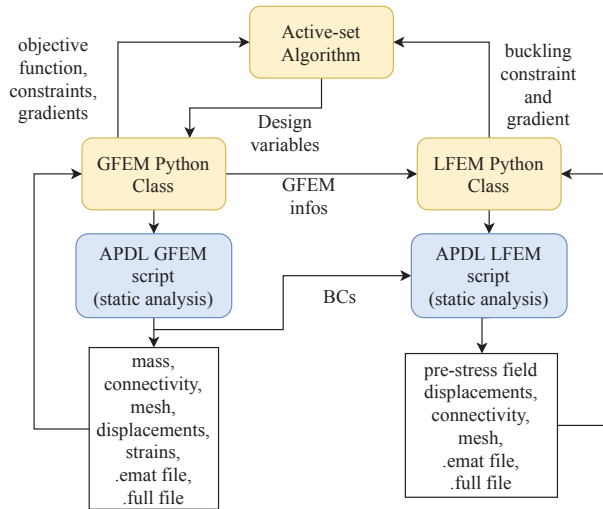 objective
function,
constraints,
gradients
Active-set
Algorithm
buckling
constraint
and
gradient
Design
variables
GFEM Python
Class
GFEM
infos
LFEM Python
Class
APDL GFEM
script
(static analysis)
BCs
APDL LFEM
script
(static analysis)
mass,
connectivity,
mesh,
displacements,
strains,
.emat file,
.full file
pre-stress field
displacements,
connectivity,
mesh,
.emat file,
.full file